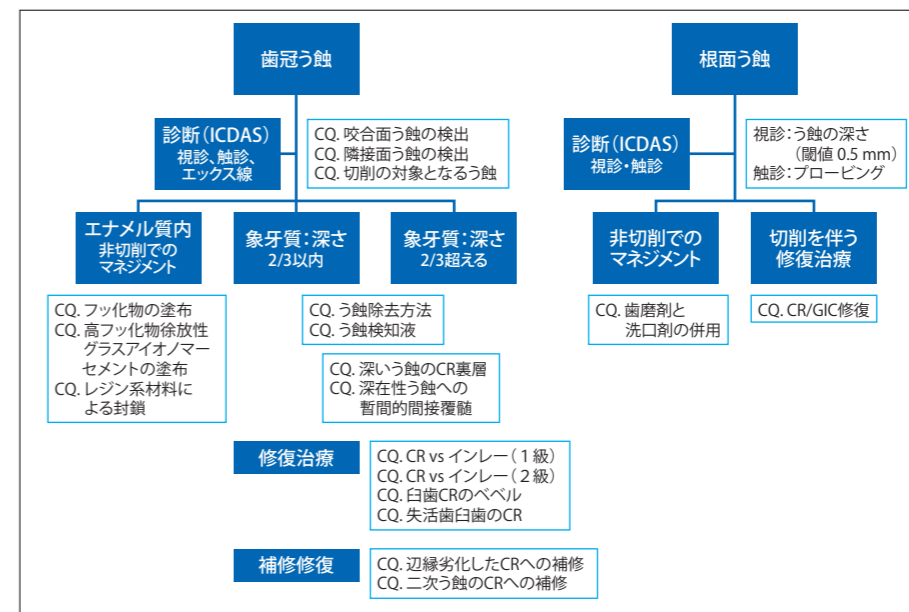 歯冠う蝕
診断(ICDAS)
視診、触診、
エックス線
CQ. 咬合面う蝕の検出
CQ. 隣接面う蝕の検出
CQ. 切削の対象となるう蝕
エナメル質内
非切削での
マネジメント
象牙質:深さ
2/3以内
象牙質:深さ
2/3超える
CQ. フッ化物の塗布
CQ. 高フッ化物徐放性
グラスアイオノマー
セメントの塗布
CQ. レジン系材料に
よる封鎖
CQ. う蝕除去方法
CQ. う蝕検知液
CQ. 深いう蝕のCR裏層
CQ. 深在性う蝕への
暫間的間接覆髄
修復治療
CQ. CR vs インレー(1級)
CQ. CR vs インレー(2級)
CQ. 臼歯CRのベベル
CQ. 失活歯臼歯のCR
補修修復
CQ. 辺縁劣化したCRへの補修
CQ. 二次う蝕のCRへの補修
根面う蝕
診断(ICDAS)
視診・触診
視診:う蝕の深さ
(閾値 0.5 mm)
触診:プロービング
非切削での
マネジメント
切削を伴う
修復治療
CQ. 歯磨剤と
洗口剤の併用
CQ. CR/GIC修復